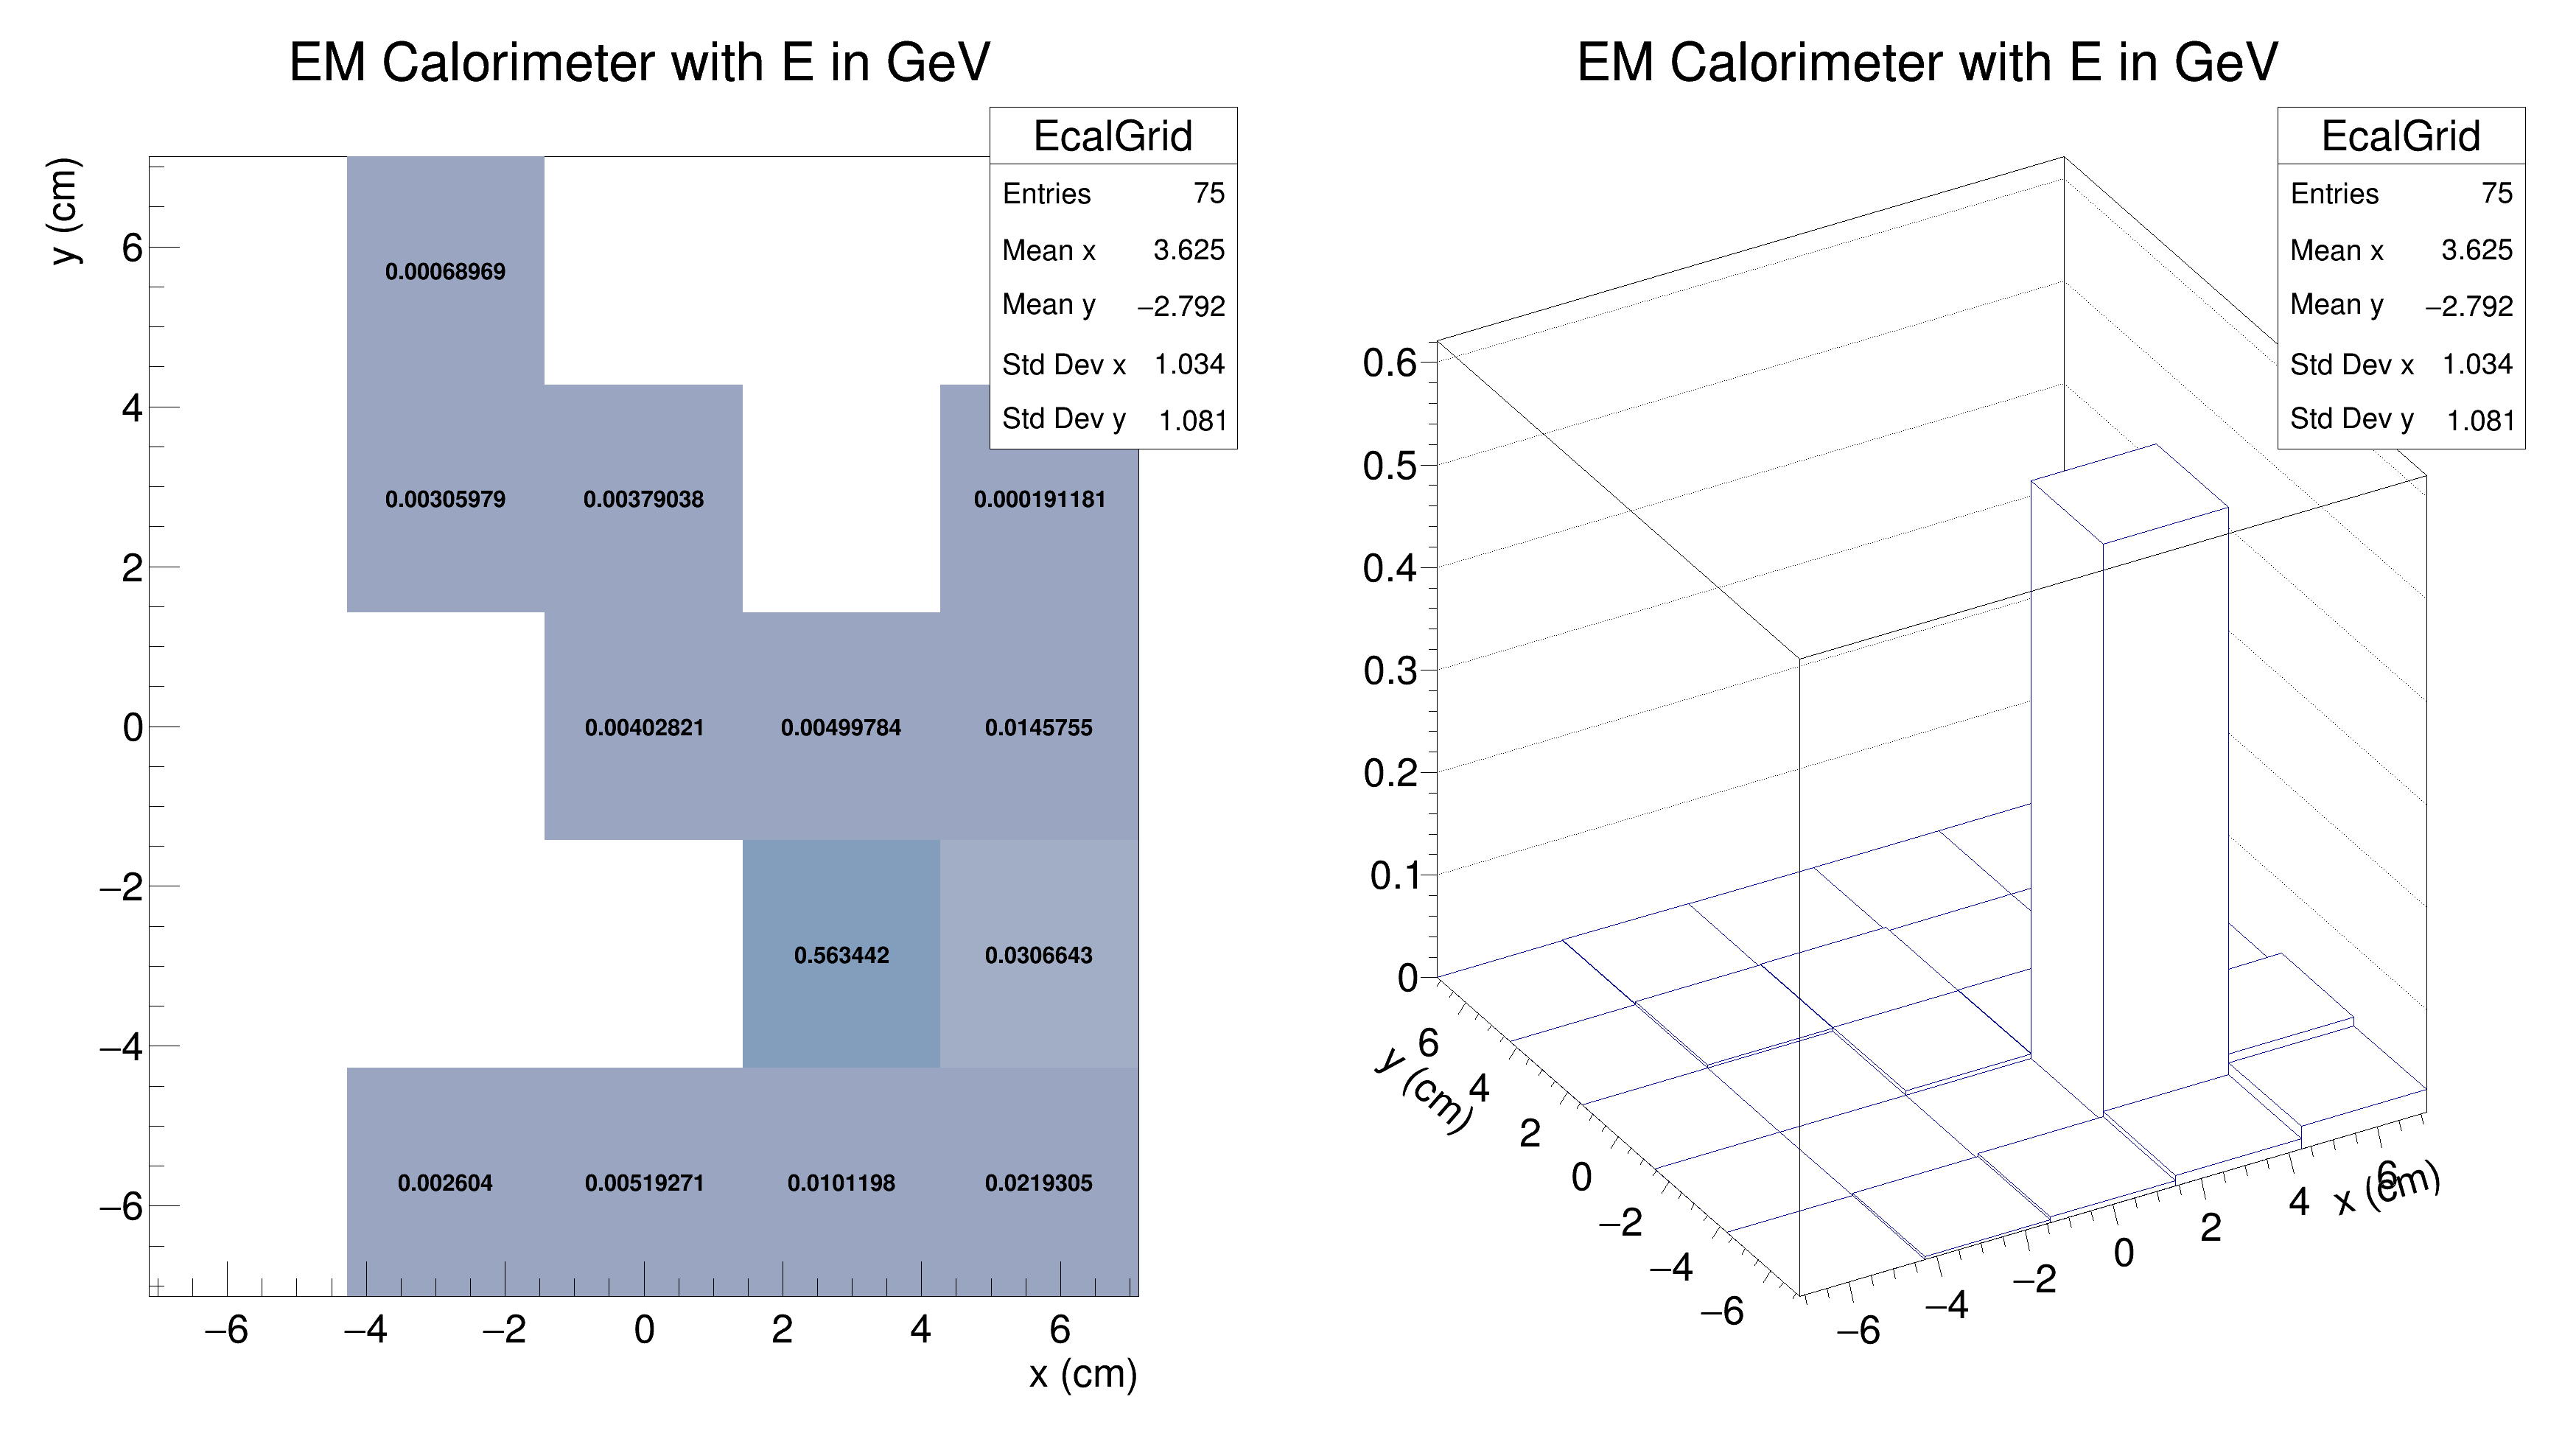 EM Calorimeter with E in GeV
EcalGrid
Entries 75
Mean x 3.625
Mean y −2.792
Std Dev x 1.034
Std Dev y 1.081
y (cm)
6
4
2
0
−2
−4
−6
0.00068969
0.00305979 0.00379038 0.000191181
0.00402821 0.00499784 0.0145755
0.563442 0.0306643
0.002604 0.00519271 0.0101198 0.0219305
−6 −4 −2 0 2 4 6
x (cm)
EM Calorimeter with E in GeV
EcalGrid
Entries 75
Mean x 3.625
Mean y −2.792
Std Dev x 1.034
Std Dev y 1.081
0.6
0.5
0.4
0.3
0.2
0.1
0
6
4
2
0
−2
−4
−6
y (cm)
−6
−4
−2
0
2
4
6
x (cm)